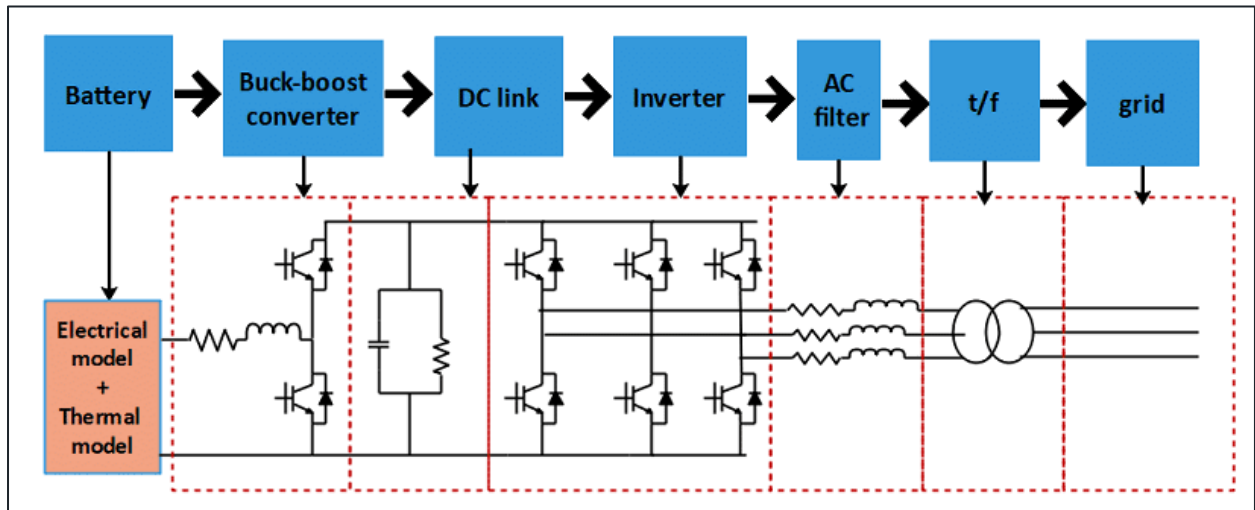 Battery
Buck-boost
converter
DC link
Inverter
AC
filter
t/f
grid
Electrical
model
+
Thermal
model